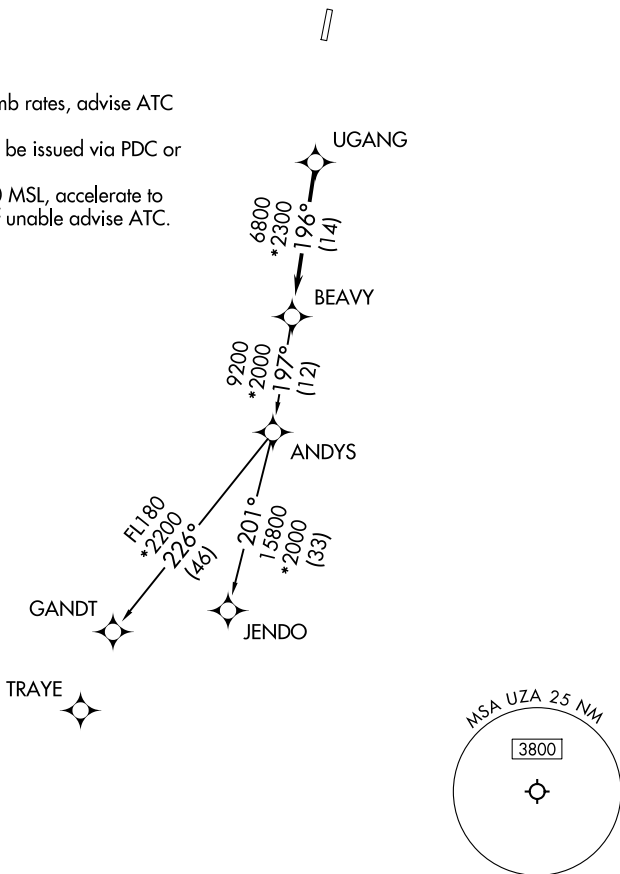 mb rates, advise ATC
be issued via PDC or
0 MSL, accelerate to
unable advise ATC.
UGANG
6800
*2300
196°
(14)
BEAVY
9200
*2000
197°
(12)
ANDYS
FL180
*2200
226°
(46)
201°
15800
*2000
(33)
GANDT
JENDO
TRAYE
MSA UZA 25 NM
3800